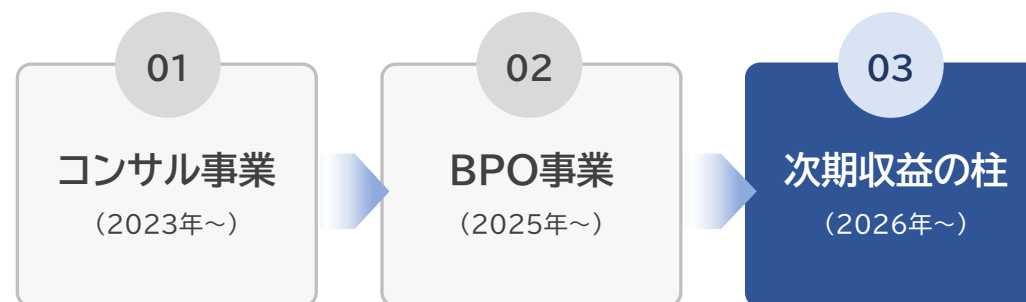 01
コンサル事業
（2023年～）
02
BPO事業
（2025年～）
03
次期収益の柱
（2026年～）